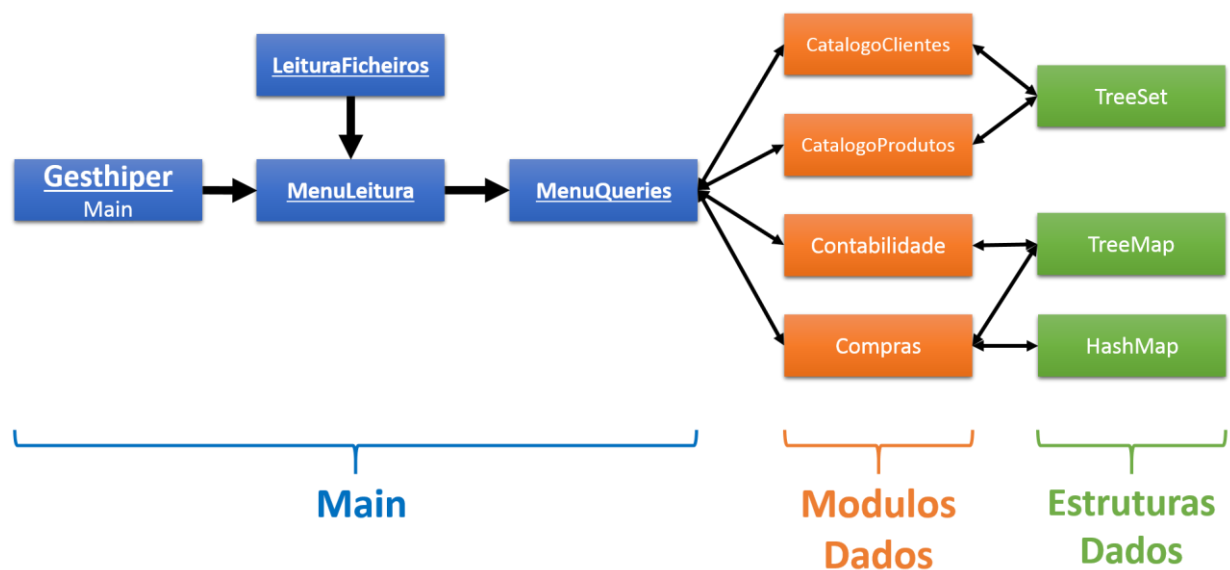 LeituraFicheiros
Gesthiper
Main
MenuLeitura
MenuQueries
CatalogoClientes
CatalogoProdutos
Contabilidade
Compras
TreeSet
TreeMap
HashMap
Main
Modulos
Dados
Estruturas
Dados